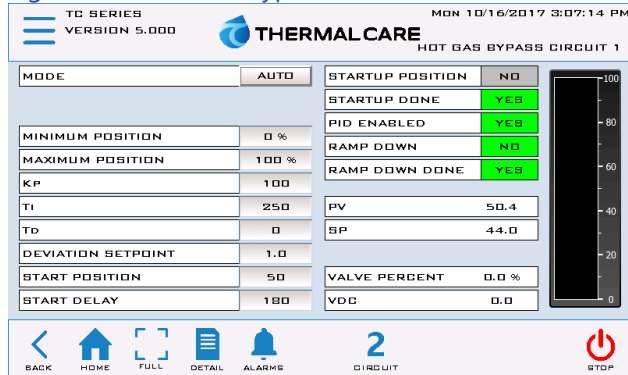 TC SERIES
VERSION 5.000
THERMALCARE
MON 10/16/2017 3:07:14 PM
HOT GAS BYPASS CIRCUIT 1
MODE AUTO
MINIMUM POSITION 0 %
MAXIMUM POSITION 100 %
KP 100
TI 250
TD 0
DEVIATION SETPOINT 1.0
START POSITION 50
START DELAY 180
STARTUP POSITION NO
STARTUP DONE YES
PID ENABLED YES
RAMP DOWN NO
RAMP DOWN DONE YES
PV 50.4
SP 44.0
VALVE PERCENT 0.0 %
VDC 0.0
100
80
60
40
20
0
BACK HOME FULL DETAIL ALARMS 2 CIRCUIT STOP